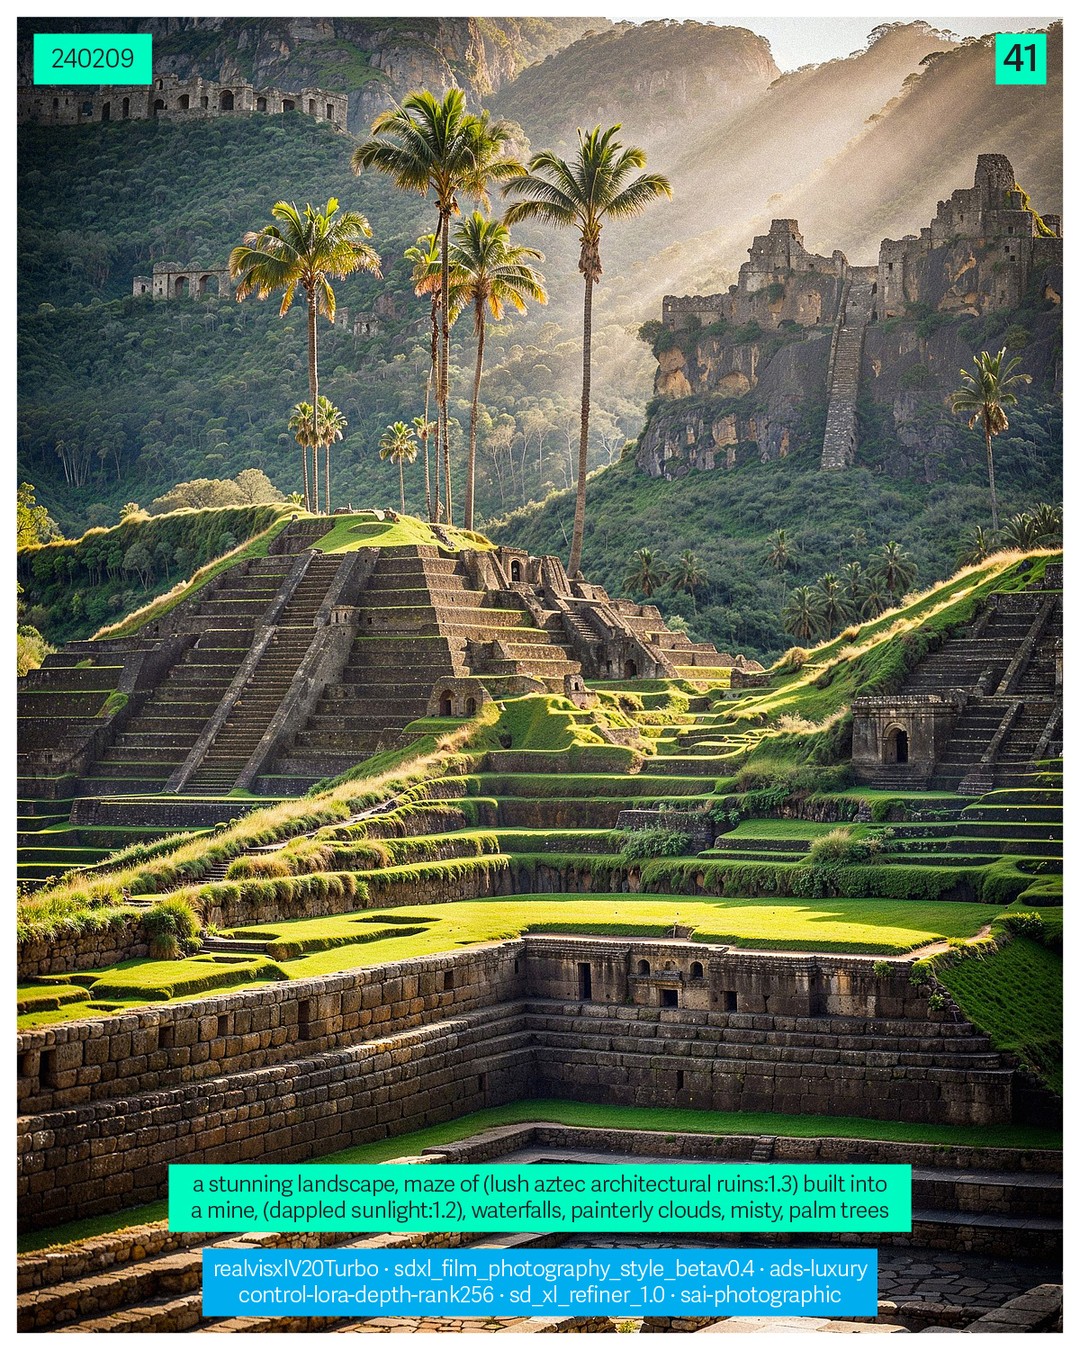 240209
41
a stunning landscape, maze of (lush aztec architectural ruins:1.3) built into
a mine, (dappled sunlight:1.2), waterfalls, painterly clouds, misty, palm trees
realvisxlV20Turbo · sdxl_film_photography_style_betav0.4 · ads-luxury
control-lora-depth-rank256 · sd_xl_refiner_1.0 · sai-photographic